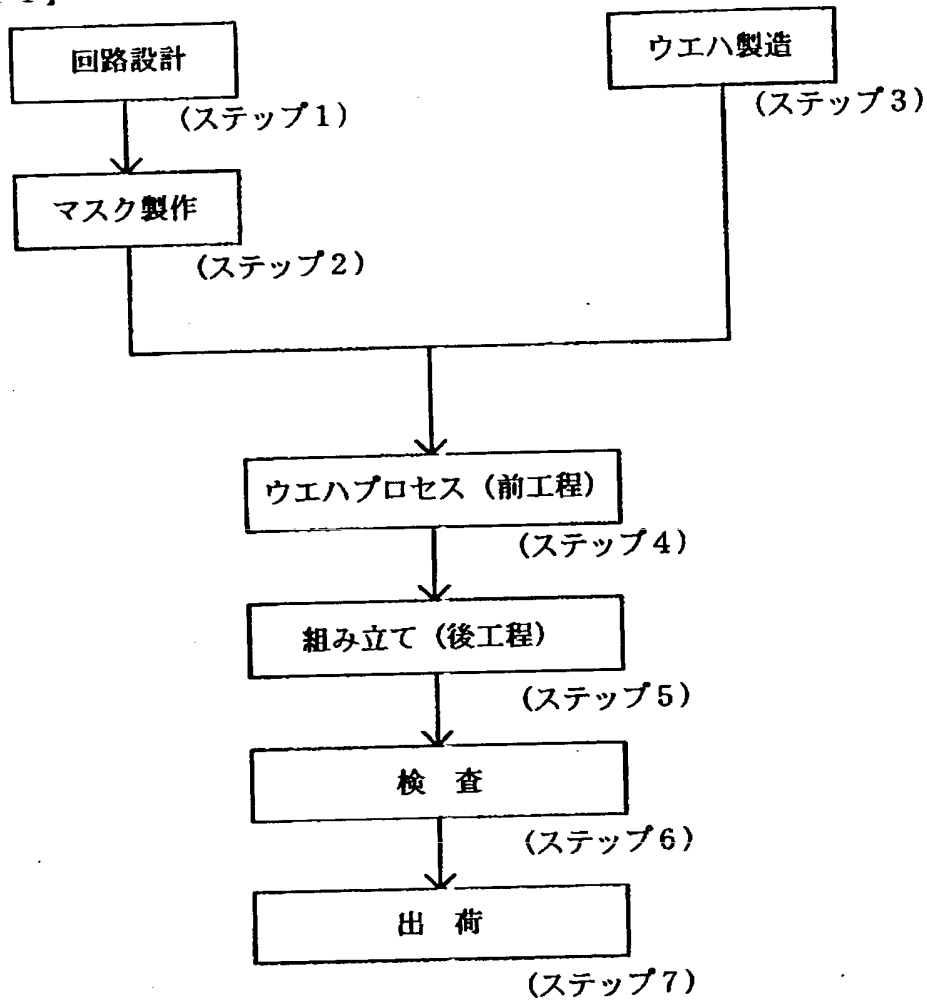 回路設計
(ステップ1)
マスク製作
(ステップ2)
ウエハ製造
(ステップ3)
ウエハプロセス (前工程)
(ステップ4)
組み立て (後工程)
(ステップ5)
検 査
(ステップ6)
出 荷
(ステップ7)